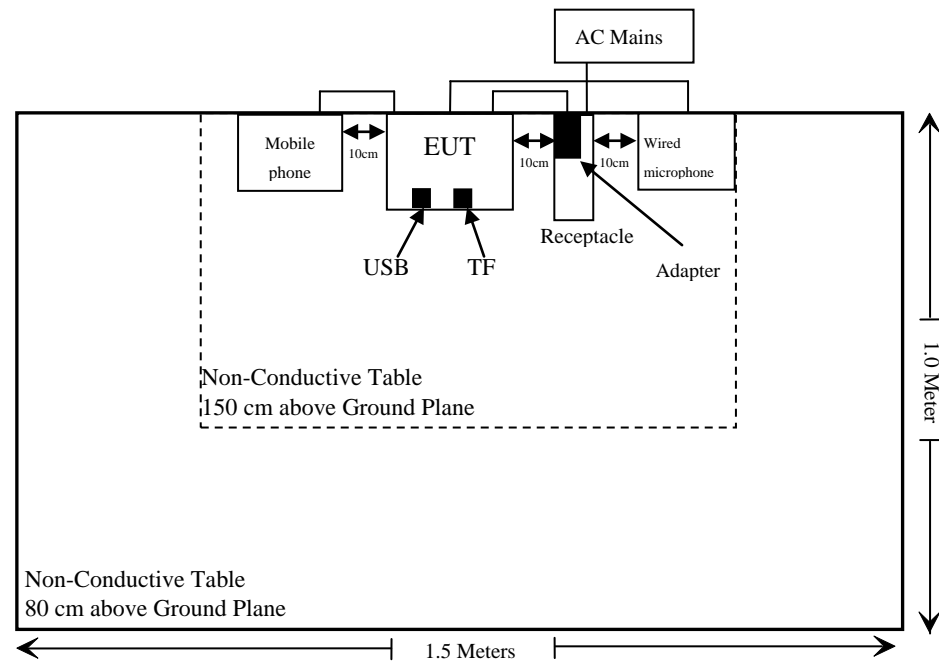 AC Mains
Mobile
phone
10cm
EUT
10cm
10cm
Wired
microphone
Receptacle
USB
TF
Adapter
1.0 Meter
Non-Conductive Table
150 cm above Ground Plane
Non-Conductive Table
80 cm above Ground Plane
1.5 Meters